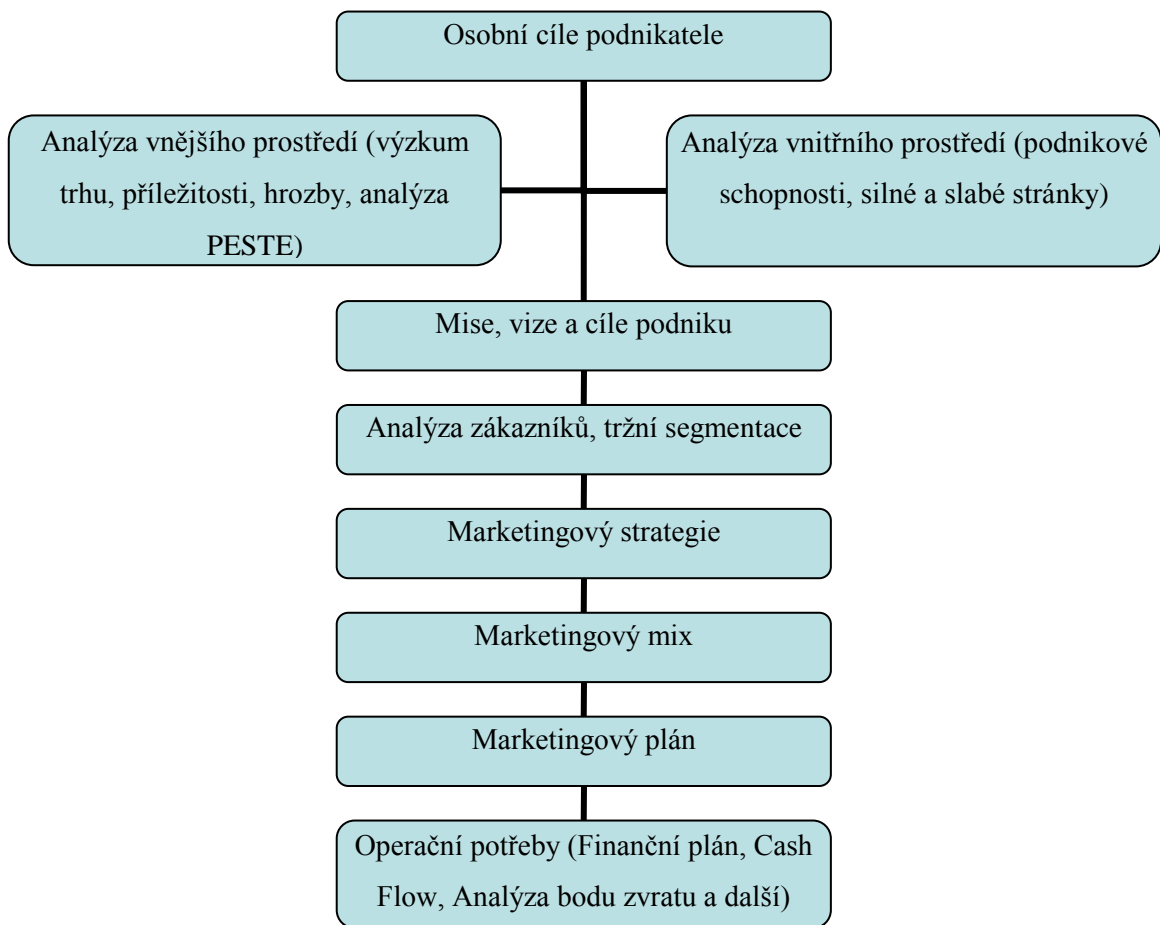 Osobní cíle podnikatele
Analýza vnějšího prostředí (výzkum
trhu, příležitosti, hrozby, analýza
PESTE)
Analýza vnitřního prostředí (podnikové
schopnosti, silné a slabé stránky)
Mise, vize a cíle podniku
Analýza zákazníků, tržní segmentace
Marketingový strategie
Marketingový mix
Marketingový plán
Operační potřeby (Finanční plán, Cash
Flow, Analýza bodu zvratu a další)